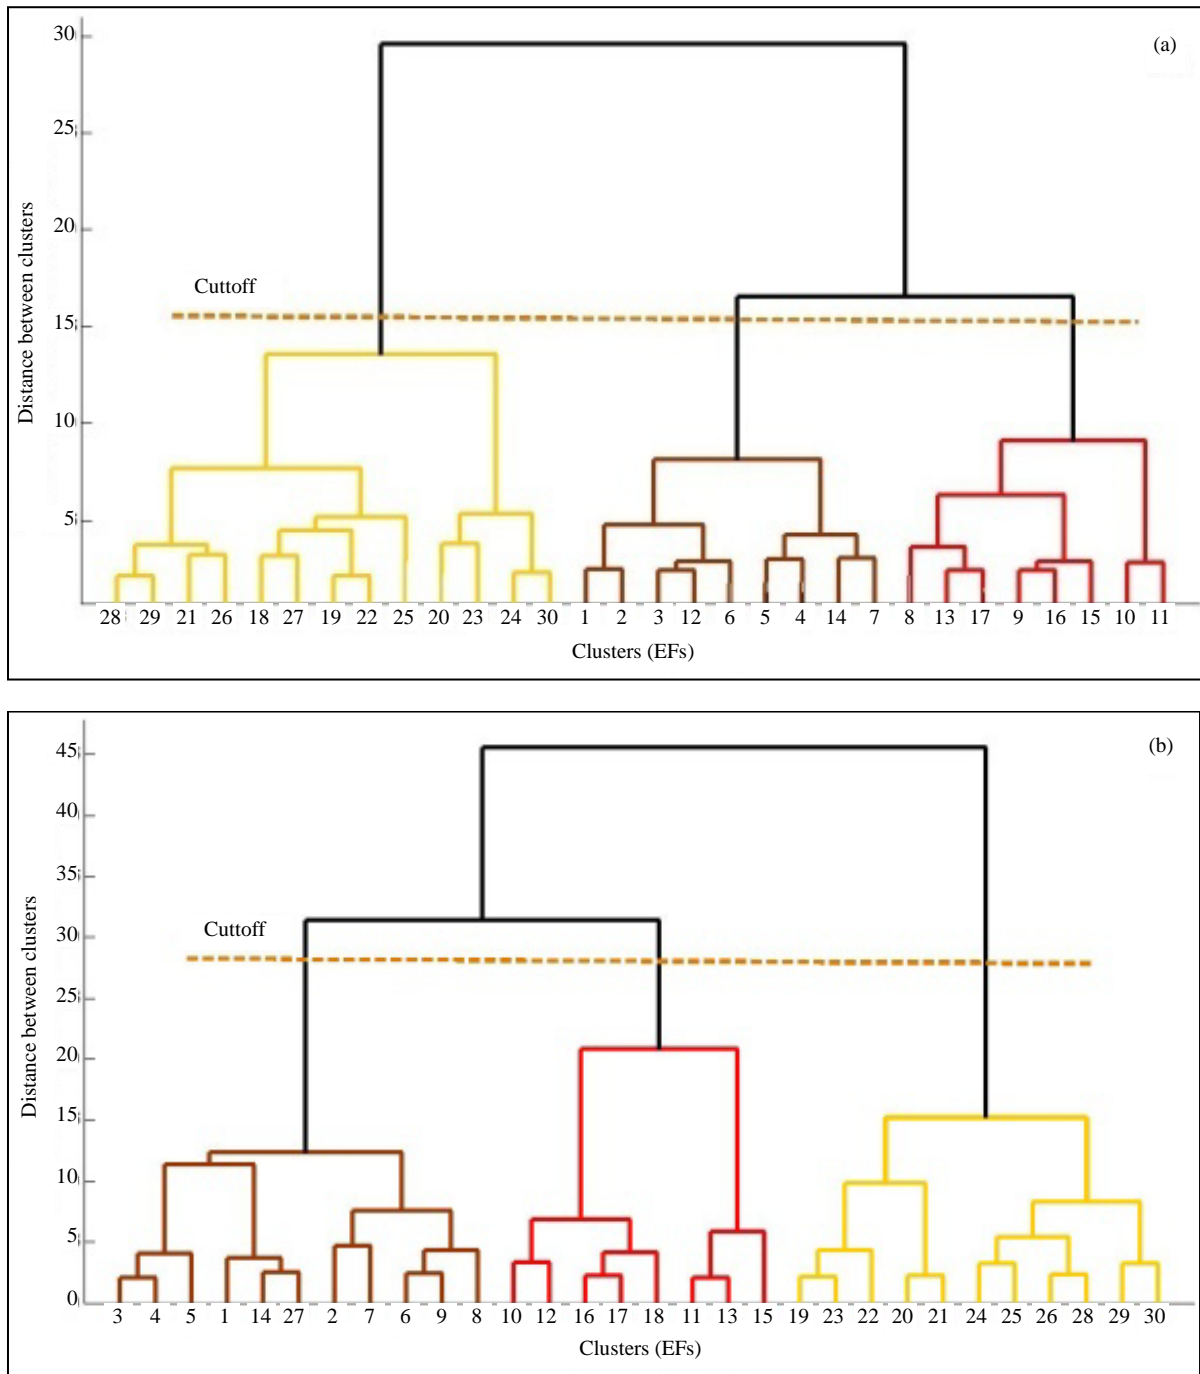 (a)
30
25
20
15
10
5
Distance between clusters
Cuttoff
28 29 21 26 18 27 19 22 25 20 23 24 30 1 2 3 12 6 5 4 14 7 8 13 17 9 16 15 10 11
Clusters (EFs)
(b)
45
40
35
30
25
20
15
10
5
0
Distance between clusters
Cuttoff
3 4 5 1 14 27 2 7 6 9 8 10 12 16 17 18 11 13 15 19 23 22 20 21 24 25 26 28 29 30
Clusters (EFs)